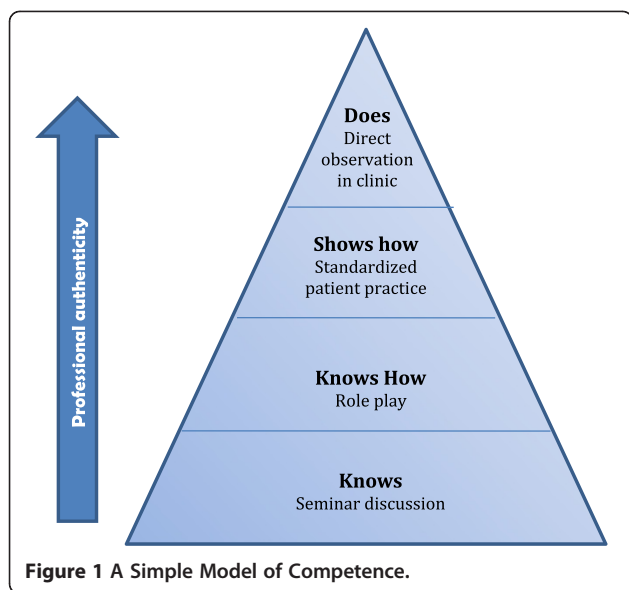 Does
Direct
observation
in clinic
Shows how
Standardized
patient practice
Knows How
Role play
Knows
Seminar discussion
Professional authenticity
Figure 1 A Simple Model of Competence.